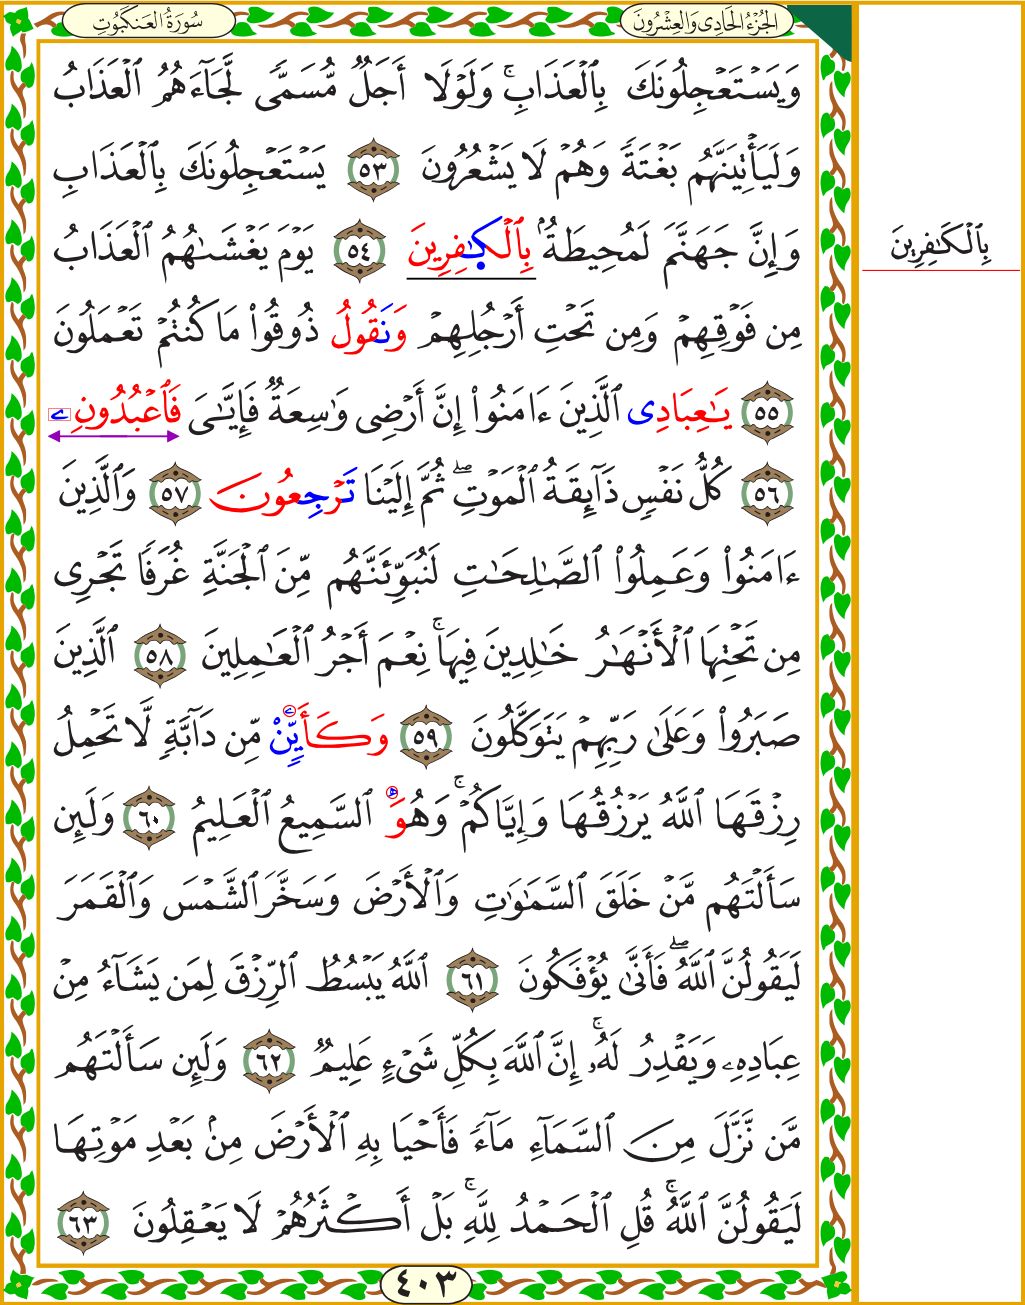 الجُزْءُ الحَادِي وَالعِشْرُونَ
سُورَةُ العَنكَبُوتِ
وَيَسۡتَعۡجِلُونَكَ بِٱلۡعَذَابِۚ وَلَوۡلَآ أَجَلٞ مُّسَمّٗى لَّجَآءَهُمُ ٱلۡعَذَابُ
وَلَيَأۡتِيَنَّهُم بَغۡتَةٗ وَهُمۡ لَا يَشۡعُرُونَ ٥٣ يَسۡتَعۡجِلُونَكَ بِٱلۡعَذَابِ
وَإِنَّ جَهَنَّمَ لَمُحِيطَةُۢ بِٱلۡكَٰفِرِينَ ٥٤ يَوۡمَ يَغۡشَىٰهُمُ ٱلۡعَذَابُ
بِٱلۡكَٰفِرِينَ
مِن فَوۡقِهِمۡ وَمِن تَحۡتِ أَرۡجُلِهِمۡ وَنَقُولُ ذُوقُواْ مَا كُنتُمۡ تَعۡمَلُونَ
٥٥ يَٰعِبَادِي ٱلَّذِينَ ءَامَنُوٓاْ إِنَّ أَرۡضِي وَٰسِعَةٞ فَإِيَّٰيَ فَٱعۡبُدُونِۦ
٥٦ كُلُّ نَفۡسٖ ذَآئِقَةُ ٱلۡمَوۡتِۖ ثُمَّ إِلَيۡنَا تَرۡجِعُونَ ٥٧ وَٱلَّذِينَ
ءَامَنُواْ وَعَمِلُواْ ٱلصَّٰلِحَٰتِ لَنُبَوِّئَنَّهُم مِّنَ ٱلۡجَنَّةِ غُرَفٗا تَجۡرِي
مِن تَحۡتِهَا ٱلۡأَنۡهَٰرُ خَٰلِدِينَ فِيهَاۚ نِعۡمَ أَجۡرُ ٱلۡعَٰمِلِينَ ٥٨ ٱلَّذِينَ
صَبَرُواْ وَعَلَىٰ رَبِّهِمۡ يَتَوَكَّلُونَ ٥٩ وَكَأَيِّنۡ مِّن دَآبَّةٖ لَّا تَحۡمِلُ
رِزۡقَهَا ٱللَّهُ يَرۡزُقُهَا وَإِيَّاكُمۡۚ وَهُوَ ٱلسَّمِيعُ ٱلۡعَلِيمُ ٦٠ وَلَئِن
سَأَلۡتَهُم مَّنۡ خَلَقَ ٱلسَّمَٰوَٰتِ وَٱلۡأَرۡضَ وَسَخَّرَ ٱلشَّمۡسَ وَٱلۡقَمَرَ
لَيَقُولُنَّ ٱللَّهُۖ فَأَنَّىٰ يُؤۡفَكُونَ ٦١ ٱللَّهُ يَبۡسُطُ ٱلرِّزۡقَ لِمَن يَشَآءُ مِنۡ
عِبَادِهِۦ وَيَقۡدِرُ لَهُۥٓۚ إِنَّ ٱللَّهَ بِكُلِّ شَيۡءٍ عَلِيمٞ ٦٢ وَلَئِن سَأَلۡتَهُم
مَّن نَّزَّلَ مِنَ ٱلسَّمَآءِ مَآءٗ فَأَحۡيَا بِهِ ٱلۡأَرۡضَ مِنۢ بَعۡدِ مَوۡتِهَا
لَيَقُولُنَّ ٱللَّهُۚ قُلِ ٱلۡحَمۡدُ لِلَّهِۚ بَلۡ أَكۡثَرُهُمۡ لَا يَعۡقِلُونَ ٦٣
٤٠٣